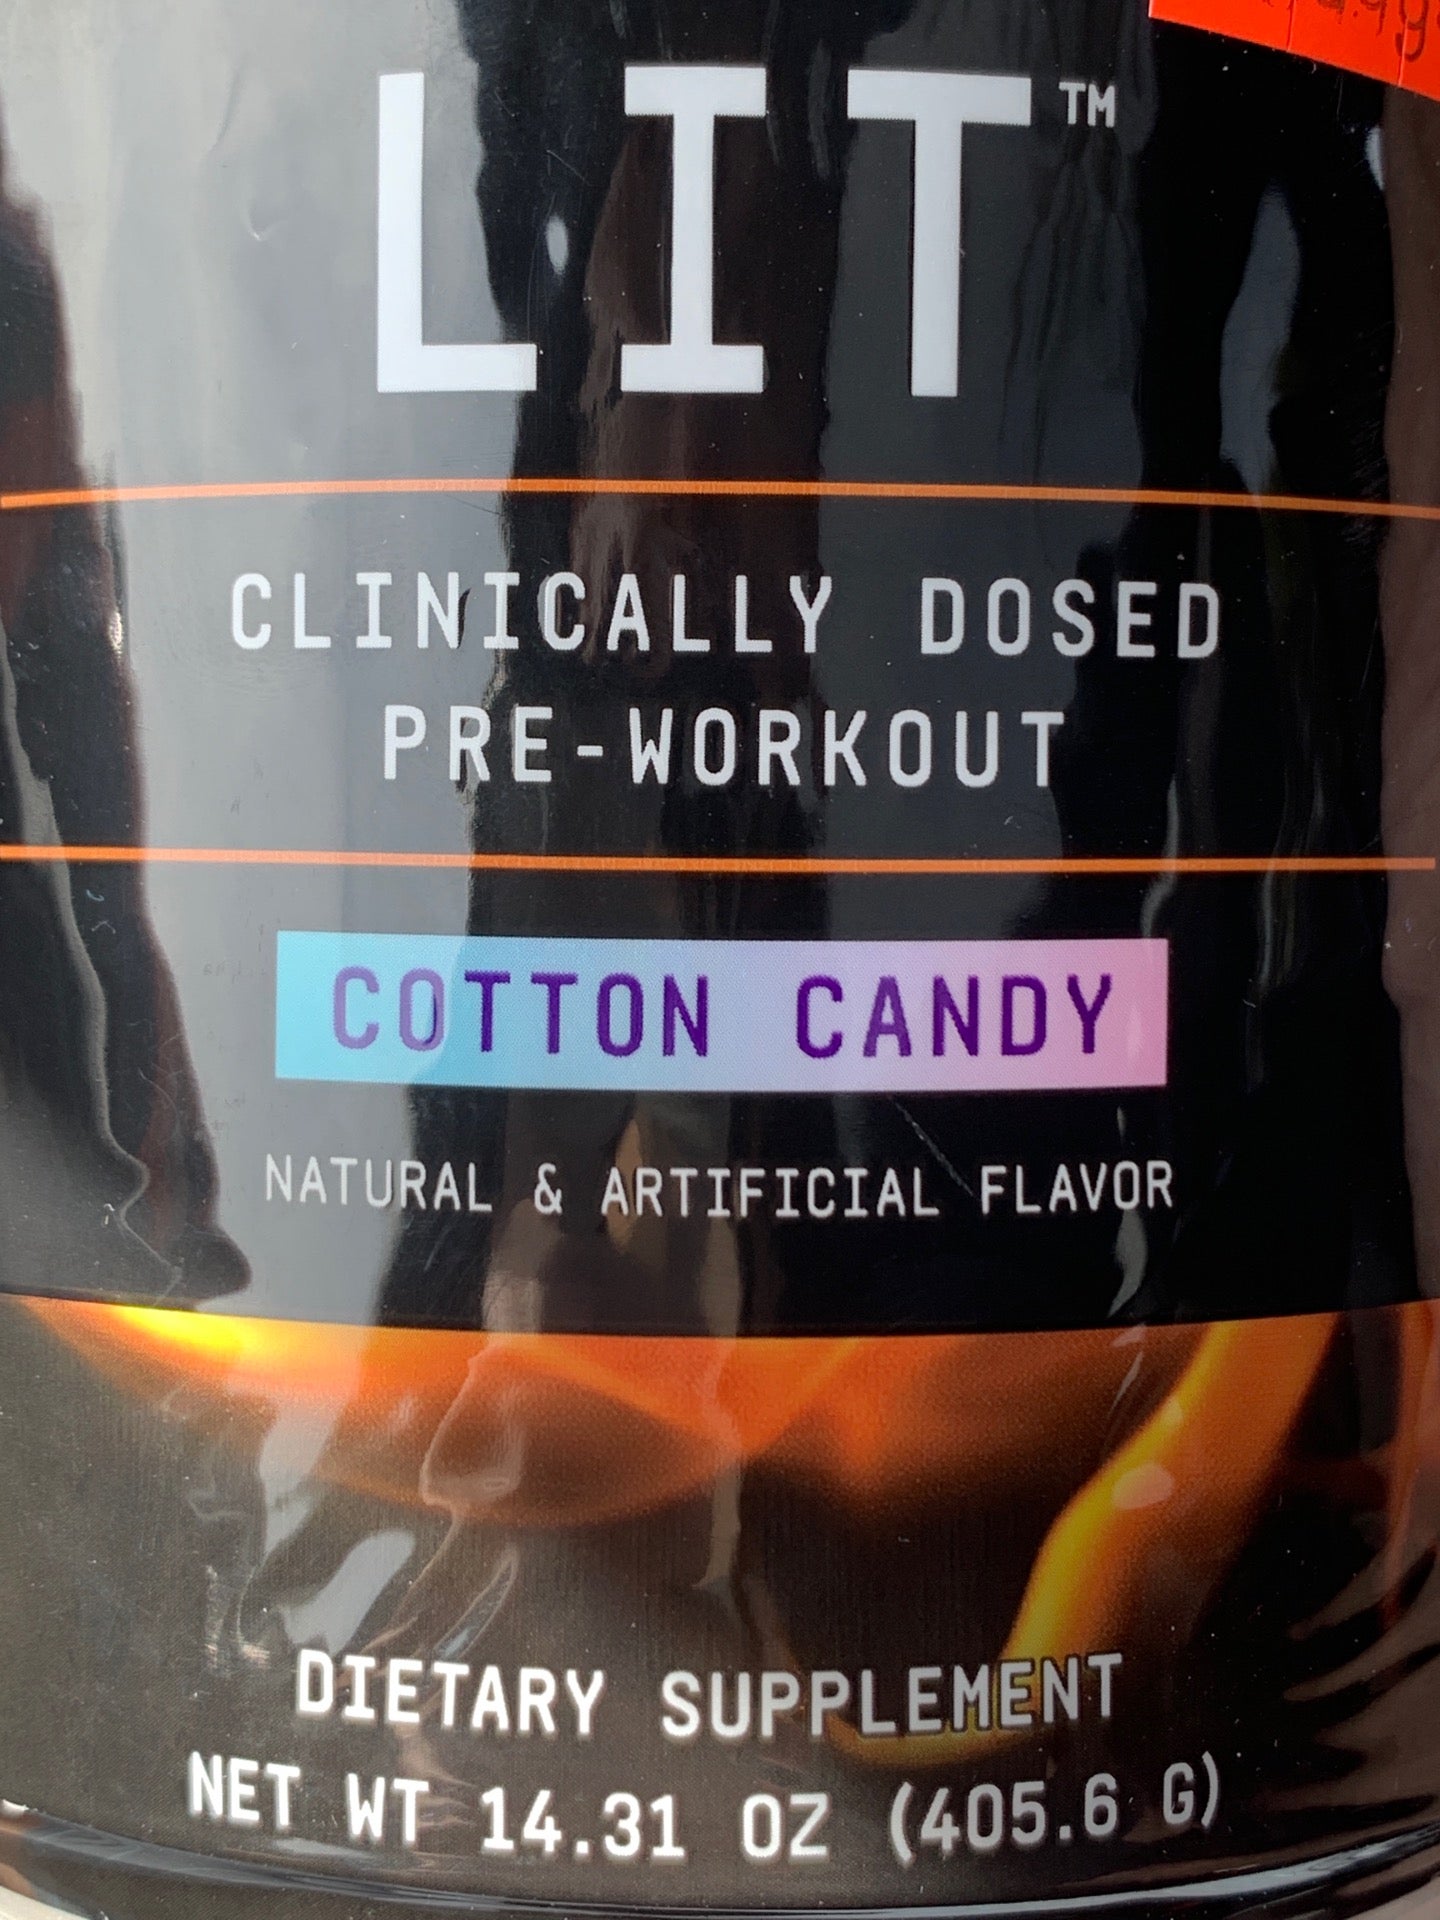 LIT™
CLINICALLY DOSED
PRE-WORKOUT
COTTON CANDY
NATURAL & ARTIFICIAL FLAVOR
DIETARY SUPPLEMENT
NET WT 14.31 OZ (405.6 G)